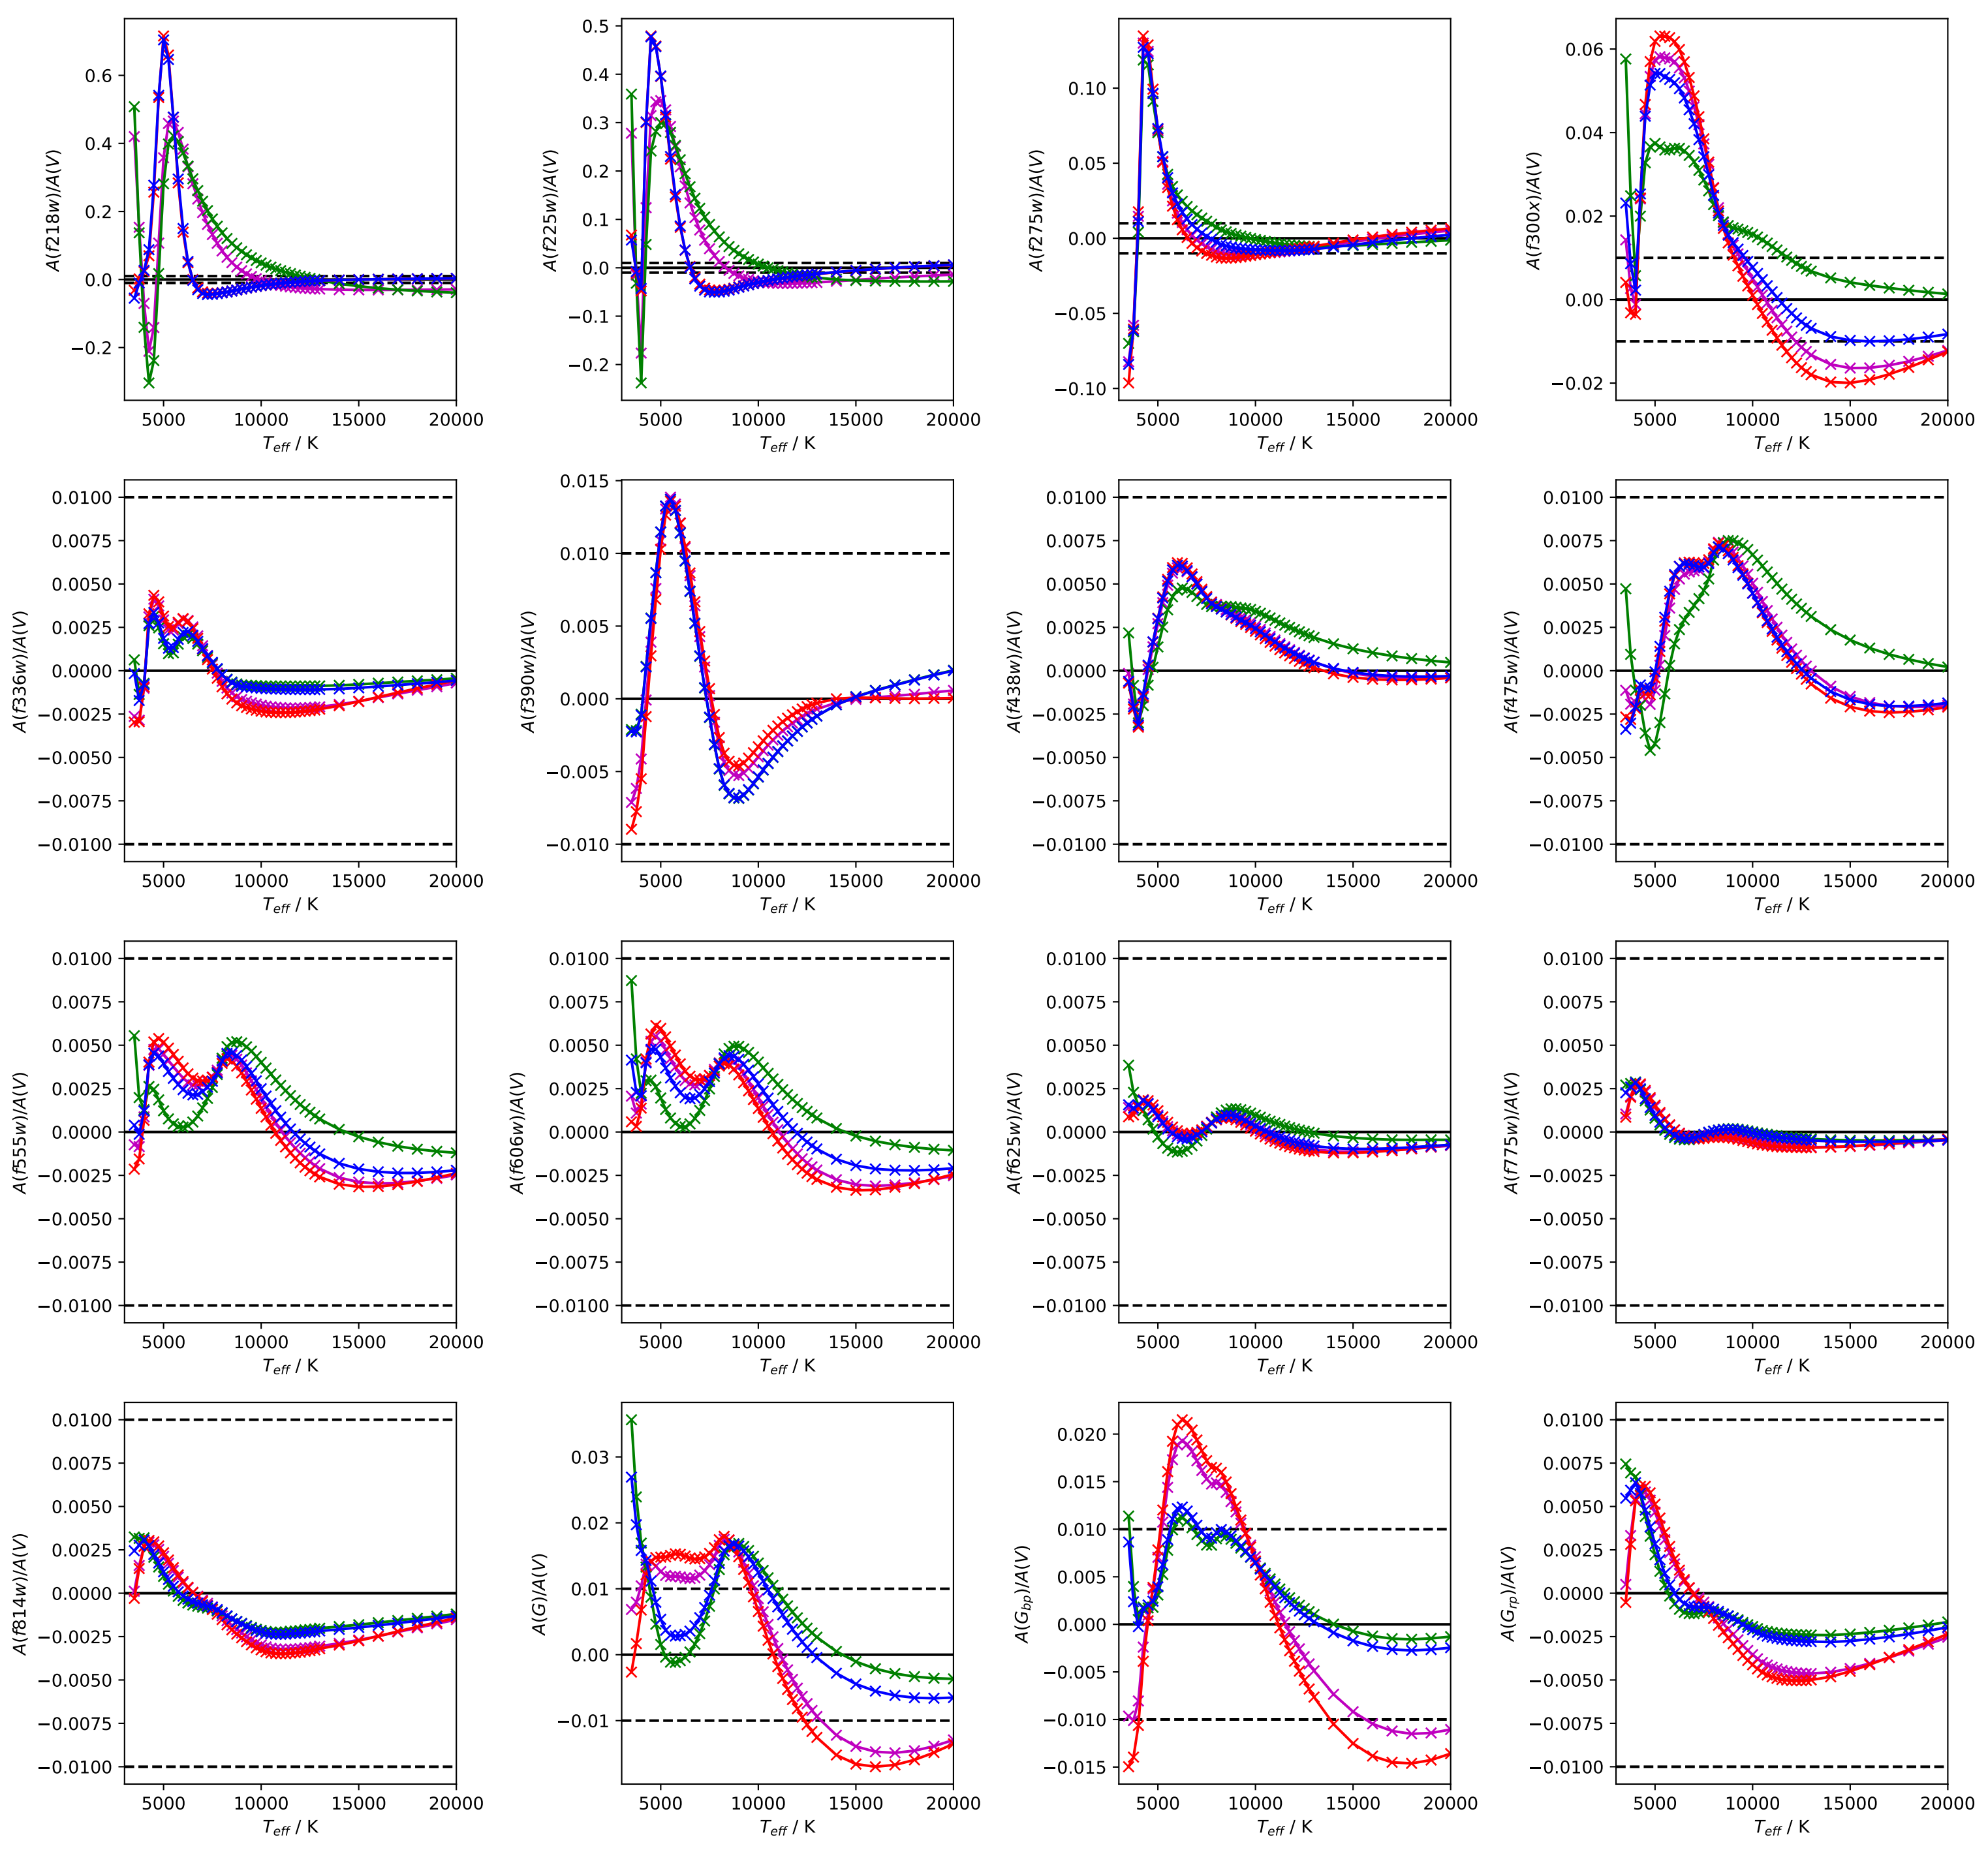 A(f218w)/A(V)
0.6
0.4
0.2
0.0
−0.2
5000 10000 15000 20000
T_eff / K
A(f225w)/A(V)
0.5
0.4
0.3
0.2
0.1
0.0
−0.1
−0.2
5000 10000 15000 20000
T_eff / K
A(f275w)/A(V)
0.10
0.05
0.00
−0.05
−0.10
5000 10000 15000 20000
T_eff / K
A(f300x)/A(V)
0.06
0.04
0.02
0.00
−0.02
5000 10000 15000 20000
T_eff / K
A(f336w)/A(V)
0.0100
0.0075
0.0050
0.0025
0.0000
−0.0025
−0.0050
−0.0075
−0.0100
5000 10000 15000 20000
T_eff / K
A(f390w)/A(V)
0.015
0.010
0.005
0.000
−0.005
−0.010
5000 10000 15000 20000
T_eff / K
A(f438w)/A(V)
0.0100
0.0075
0.0050
0.0025
0.0000
−0.0025
−0.0050
−0.0075
−0.0100
5000 10000 15000 20000
T_eff / K
A(f475w)/A(V)
0.0100
0.0075
0.0050
0.0025
0.0000
−0.0025
−0.0050
−0.0075
−0.0100
5000 10000 15000 20000
T_eff / K
A(f555w)/A(V)
0.0100
0.0075
0.0050
0.0025
0.0000
−0.0025
−0.0050
−0.0075
−0.0100
5000 10000 15000 20000
T_eff / K
A(f606w)/A(V)
0.0100
0.0075
0.0050
0.0025
0.0000
−0.0025
−0.0050
−0.0075
−0.0100
5000 10000 15000 20000
T_eff / K
A(f625w)/A(V)
0.0100
0.0075
0.0050
0.0025
0.0000
−0.0025
−0.0050
−0.0075
−0.0100
5000 10000 15000 20000
T_eff / K
A(f775w)/A(V)
0.0100
0.0075
0.0050
0.0025
0.0000
−0.0025
−0.0050
−0.0075
−0.0100
5000 10000 15000 20000
T_eff / K
A(f814w)/A(V)
0.0100
0.0075
0.0050
0.0025
0.0000
−0.0025
−0.0050
−0.0075
−0.0100
5000 10000 15000 20000
T_eff / K
A(G)/A(V)
0.03
0.02
0.01
0.00
−0.01
5000 10000 15000 20000
T_eff / K
A(G_bp)/A(V)
0.020
0.015
0.010
0.005
0.000
−0.005
−0.010
−0.015
5000 10000 15000 20000
T_eff / K
A(G_rp)/A(V)
0.0100
0.0075
0.0050
0.0025
0.0000
−0.0025
−0.0050
−0.0075
−0.0100
5000 10000 15000 20000
T_eff / K